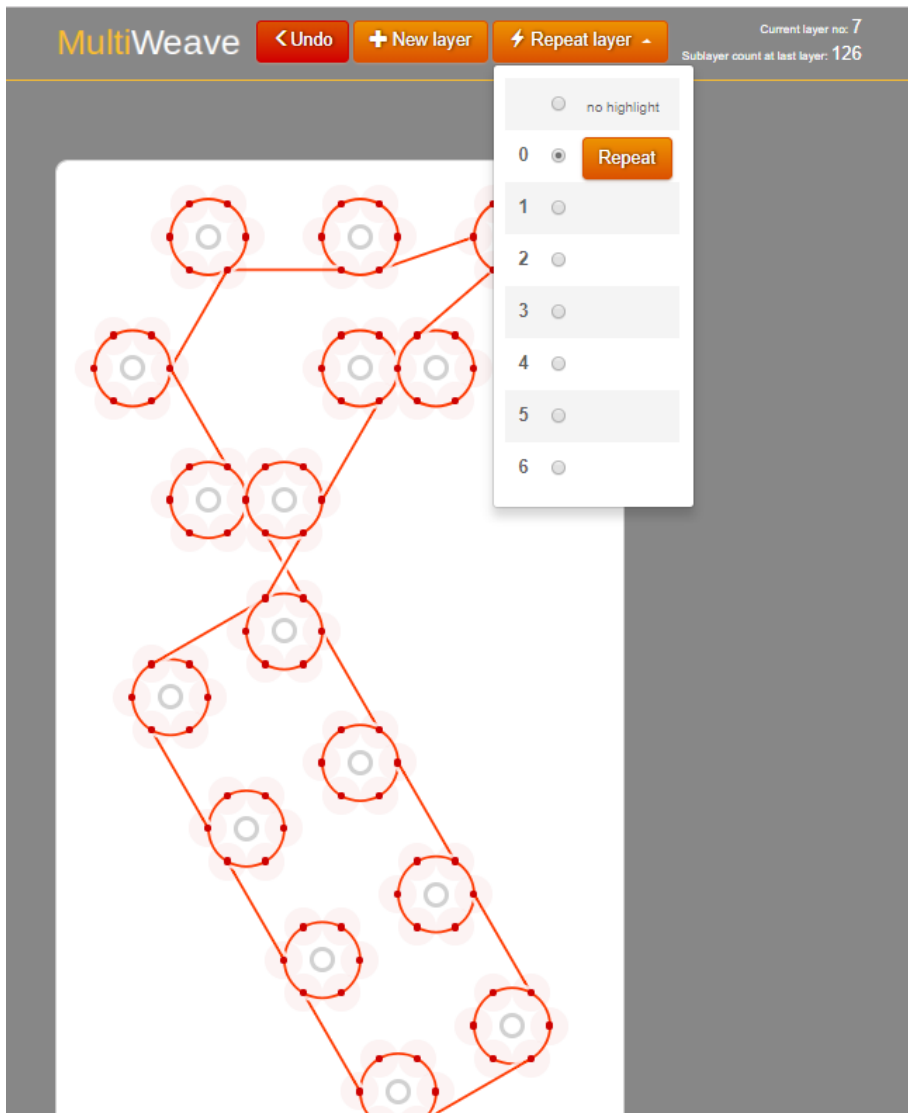 MultiWeave
Undo
New layer
Repeat layer
Current layer no: 7
Sublayer count at last layer: 126
no highlight
0 Repeat
1
2
3
4
5
6